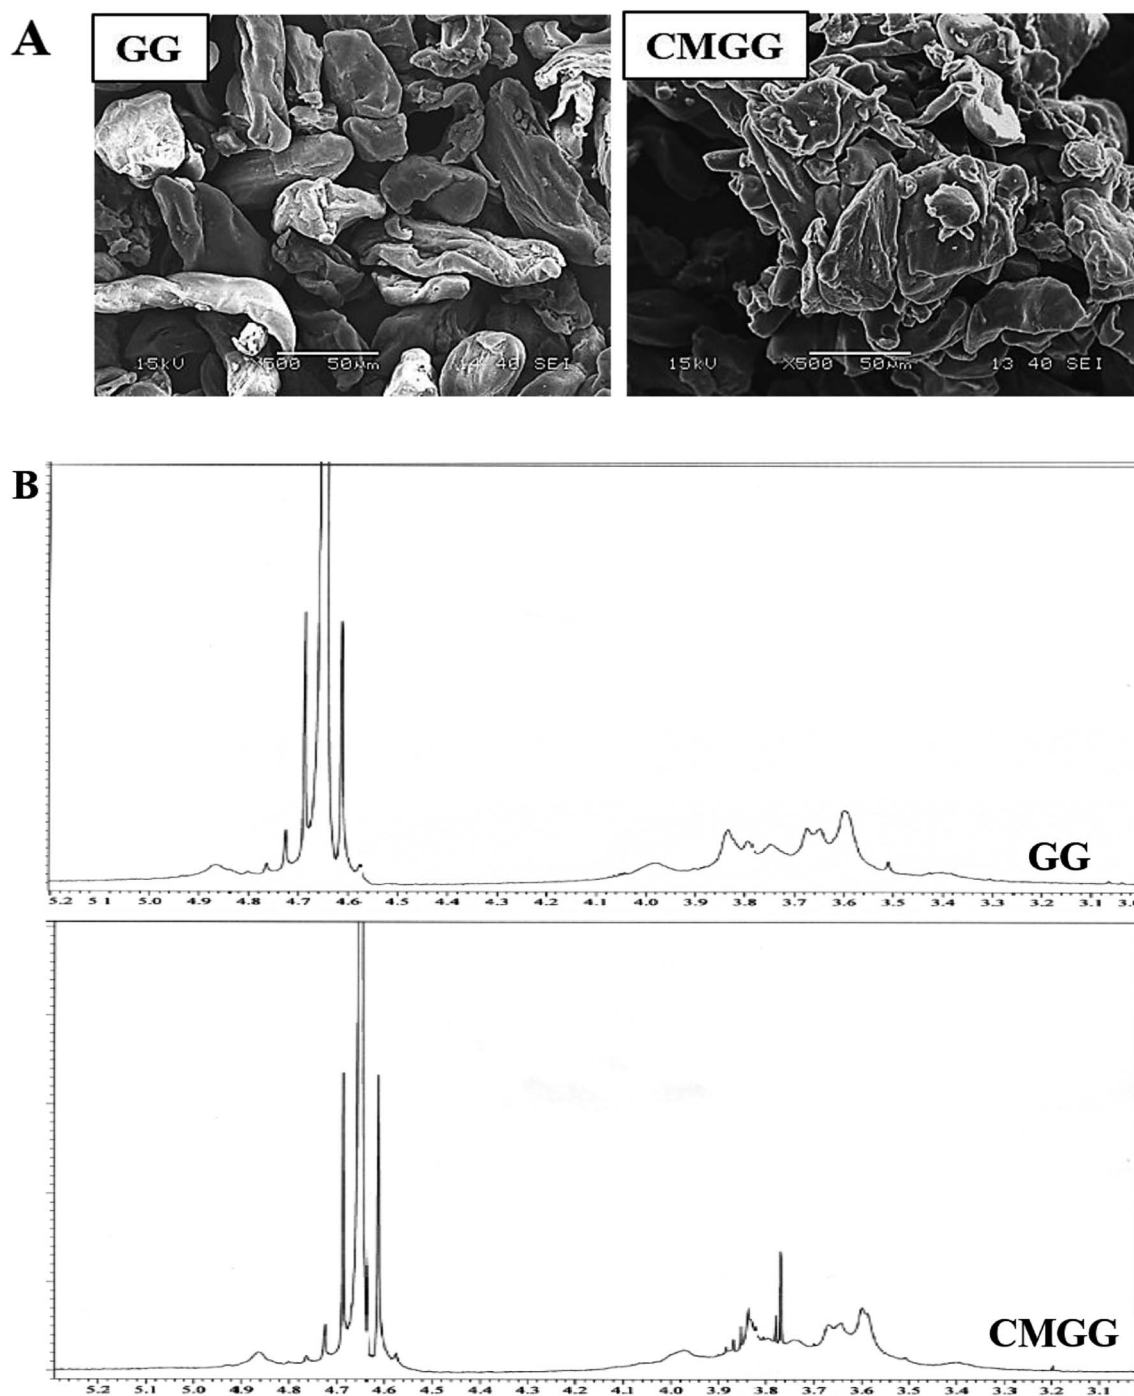 A
GG
CMGG
15kV X500 50μm 14 40 SEI
15kV X500 50μm 13 40 SEI
B
GG
5.2 5.1 5.0 4.9 4.8 4.7 4.6 4.5 4.4 4.3 4.2 4.1 4.0 3.9 3.8 3.7 3.6 3.5 3.4 3.3 3.2 3.1 3.0
CMGG
5.2 5.1 5.0 4.9 4.8 4.7 4.6 4.5 4.4 4.3 4.2 4.1 4.0 3.9 3.8 3.7 3.6 3.5 3.4 3.3 3.2 3.1